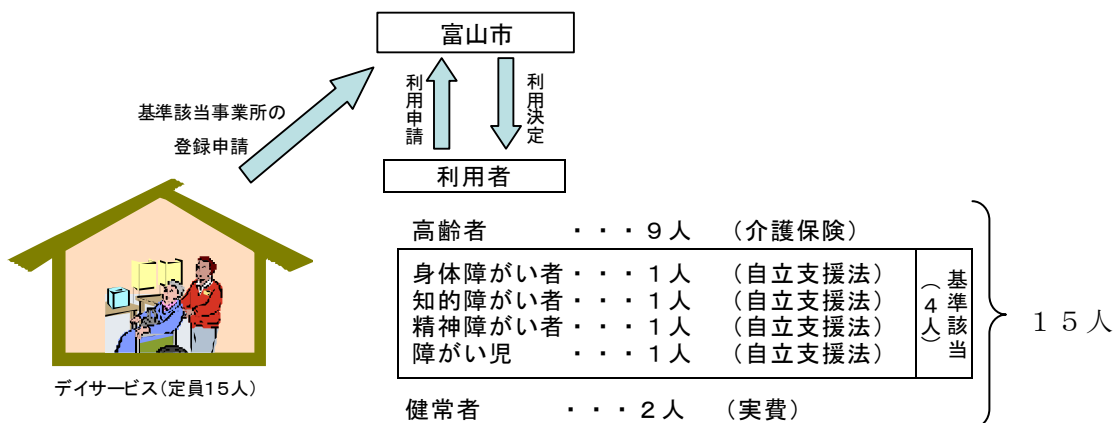 富山市
利用申請
利用決定
基準該当事業所の
登録申請
利用者
高齢者 ・・・９人 （介護保険）
身体障がい者・・・１人 （自立支援法）
知的障がい者・・・１人 （自立支援法）
精神障がい者・・・１人 （自立支援法）
障がい児 ・・・１人 （自立支援法）
基準該当
（４人）
１５人
デイサービス（定員１５人）
健常者 ・・・２人 （実費）